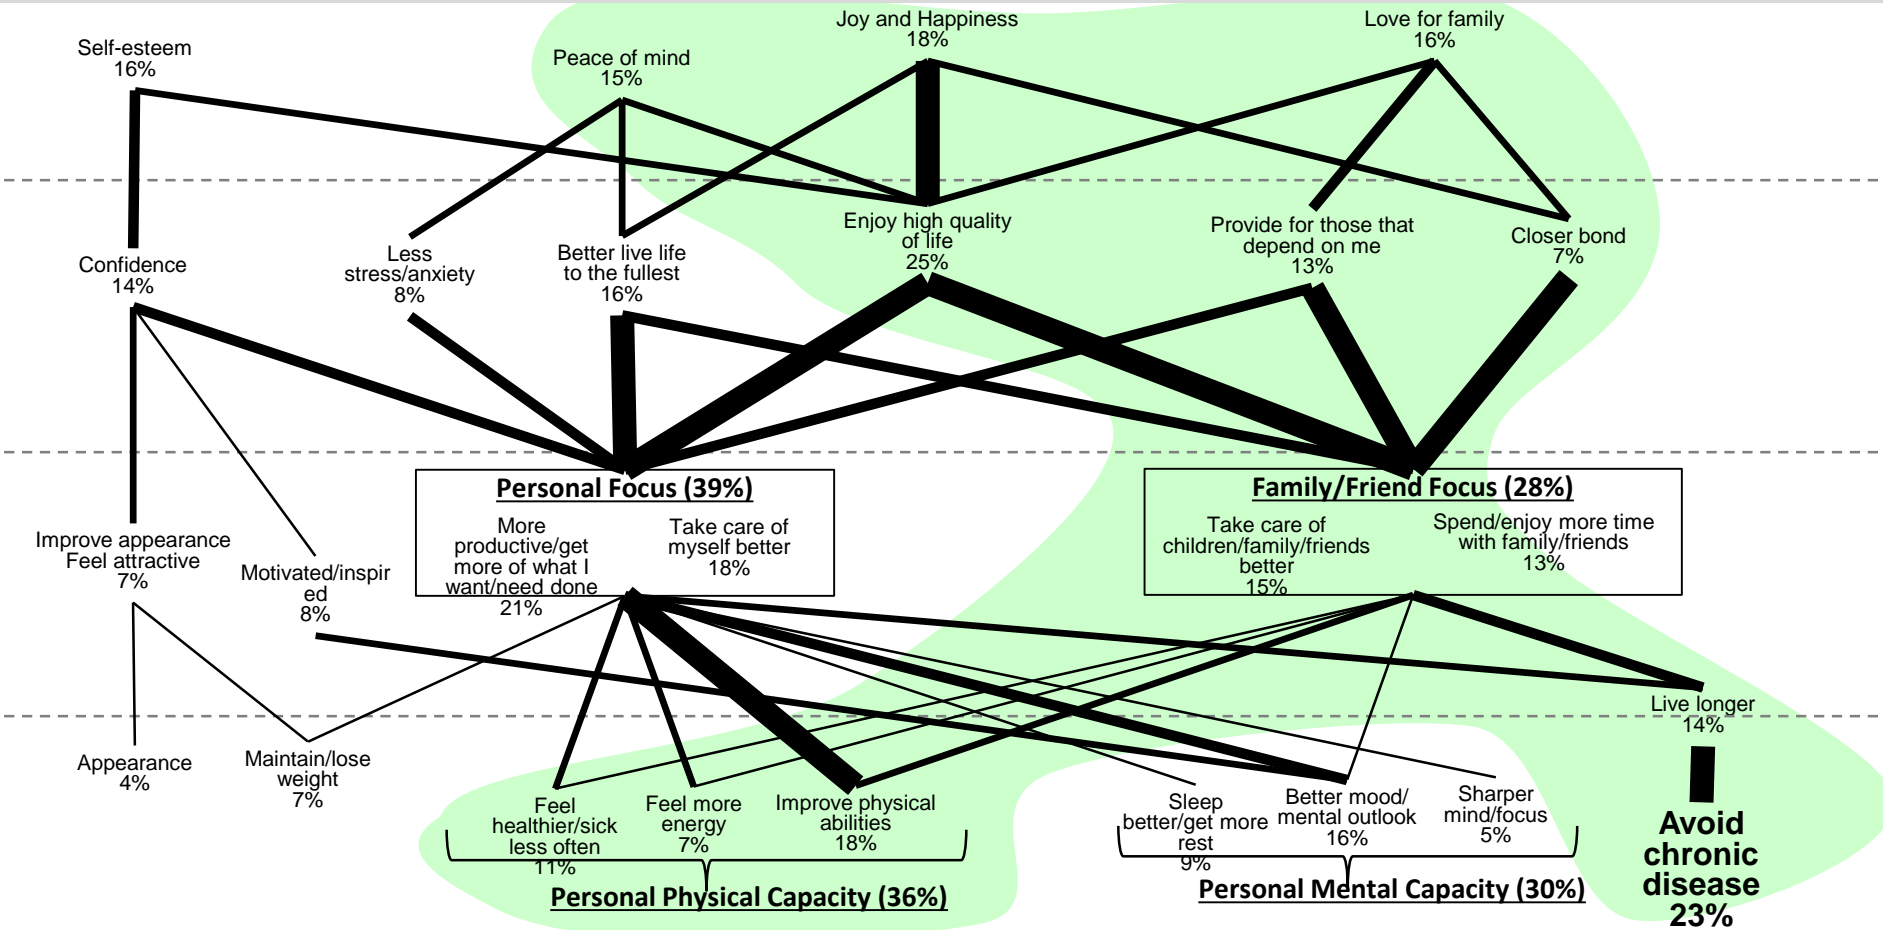 Self-esteem
16%
Peace of mind
15%
Joy and Happiness
18%
Love for family
16%
Confidence
14%
Less
stress/anxiety
8%
Better live life
to the fullest
16%
Enjoy high quality
of life
25%
Provide for those that
depend on me
13%
Closer bond
7%
Improve appearance
Feel attractive
7%
Motivated/inspir
ed
8%
Personal Focus (39%)
More
productive/get
more of what I
want/need done
21%
Take care of
myself better
18%
Family/Friend Focus (28%)
Take care of
children/family/friends
better
15%
Spend/enjoy more time
with family/friends
13%
Live longer
14%
Appearance
4%
Maintain/lose
weight
7%
Feel
healthier/sick
less often
11%
Feel more
energy
7%
Improve physical
abilities
18%
Personal Physical Capacity (36%)
Sleep
better/get more
rest
9%
Better mood/
mental outlook
16%
Sharper
mind/focus
5%
Personal Mental Capacity (30%)
Avoid
chronic
disease
23%